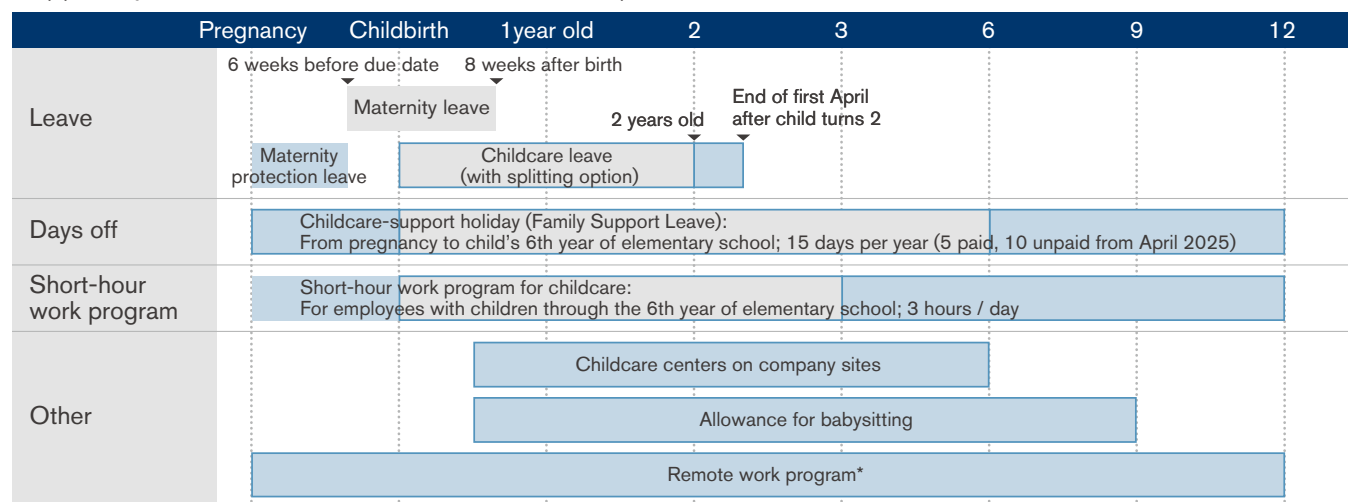 Pregnancy Childbirth 1year old 2 3 6 9 12
Leave
6 weeks before due date
8 weeks after birth
Maternity leave
2 years old
End of first April
after child turns 2
Maternity
protection leave
Childcare leave
(with splitting option)
Days off
Childcare-support holiday (Family Support Leave):
From pregnancy to child's 6th year of elementary school; 15 days per year (5 paid, 10 unpaid from April 2025)
Short-hour
work program
Short-hour work program for childcare:
For employees with children through the 6th year of elementary school; 3 hours / day
Other
Childcare centers on company sites
Allowance for babysitting
Remote work program*